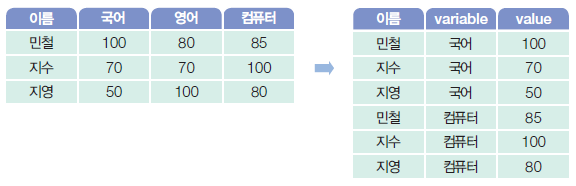 이름 국어 영어 컴퓨터
민철 100 80 85
지수 70 70 100
지영 50 100 80
이름 variable value
민철 국어 100
지수 국어 70
지영 국어 50
민철 컴퓨터 85
지수 컴퓨터 100
지영 컴퓨터 80